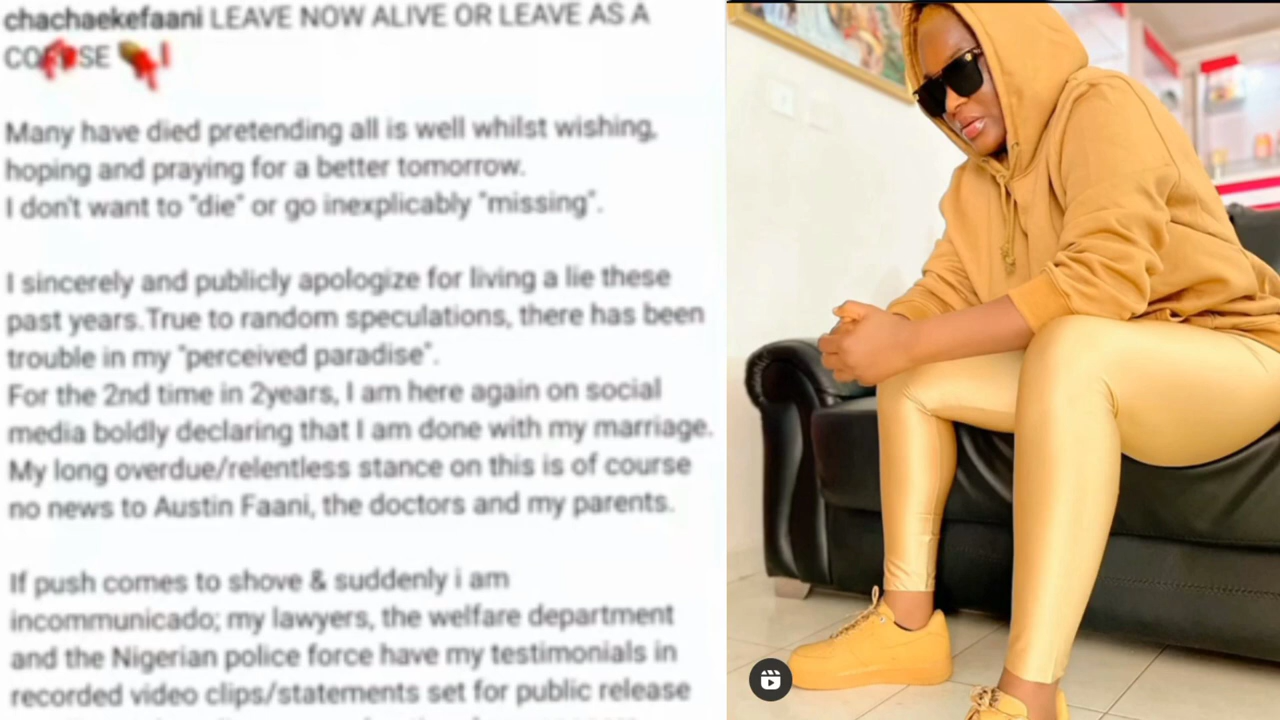 chachaekefaani LEAVE NOW ALIVE OR LEAVE AS A
CORPSE
Many have died pretending all is well whilst wishing,
hoping and praying for a better tomorrow.
I don't want to "die" or go inexplicably "missing".
I sincerely and publicly apologize for living a lie these
past years.True to random speculations, there has been
trouble in my "perceived paradise".
For the 2nd time in 2years, I am here again on social
media boldly declaring that I am done with my marriage.
My long overdue/relentless stance on this is of course
no news to Austin Faani, the doctors and my parents.
If push comes to shove & suddenly i am
incommunicado; my lawyers, the welfare department
and the Nigerian police force have my testimonials in
recorded video clips/statements set for public release